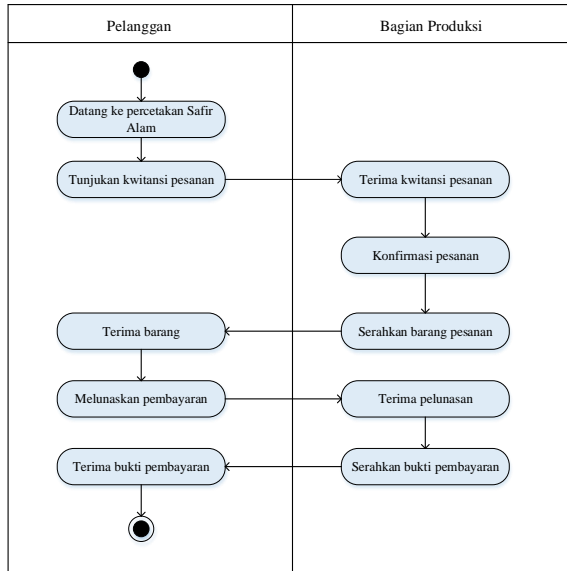 Pelanggan
Bagian Produksi
Datang ke percetakan Safir
Alam
Tunjukan kwitansi pesanan
Terima kwitansi pesanan
Konfirmasi pesanan
Serahkan barang pesanan
Terima barang
Melunaskan pembayaran
Terima pelunasan
Serahkan bukti pembayaran
Terima bukti pembayaran